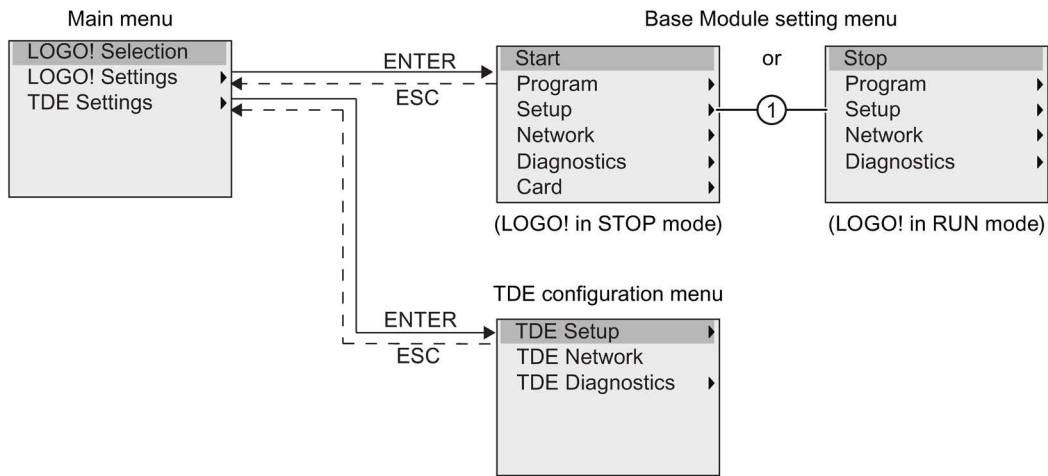 Main menu
LOGO! Selection
LOGO! Settings
TDE Settings
ENTER
ESC
Base Module setting menu
Start
Program
Setup
Network
Diagnostics
Card
(LOGO! in STOP mode)
or
1
Stop
Program
Setup
Network
Diagnostics
(LOGO! in RUN mode)
ENTER
ESC
TDE configuration menu
TDE Setup
TDE Network
TDE Diagnostics